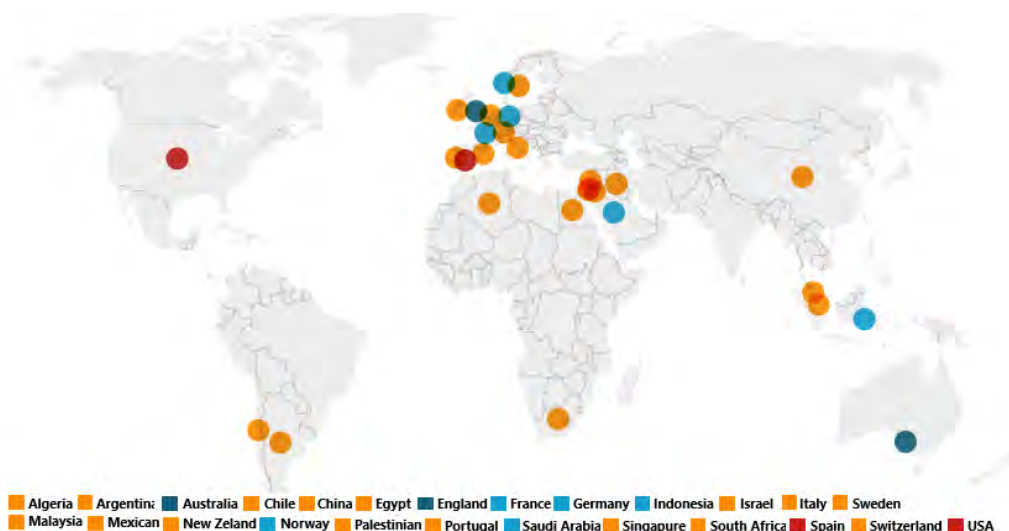 Algeria Argentina Australia Chile China Egypt England France Germany Indonesia Israel Italy Sweden
Malaysia Mexican New Zeland Norway Palestinian Portugal Saudi Arabia Singapure South Africa Spain Switzerland USA